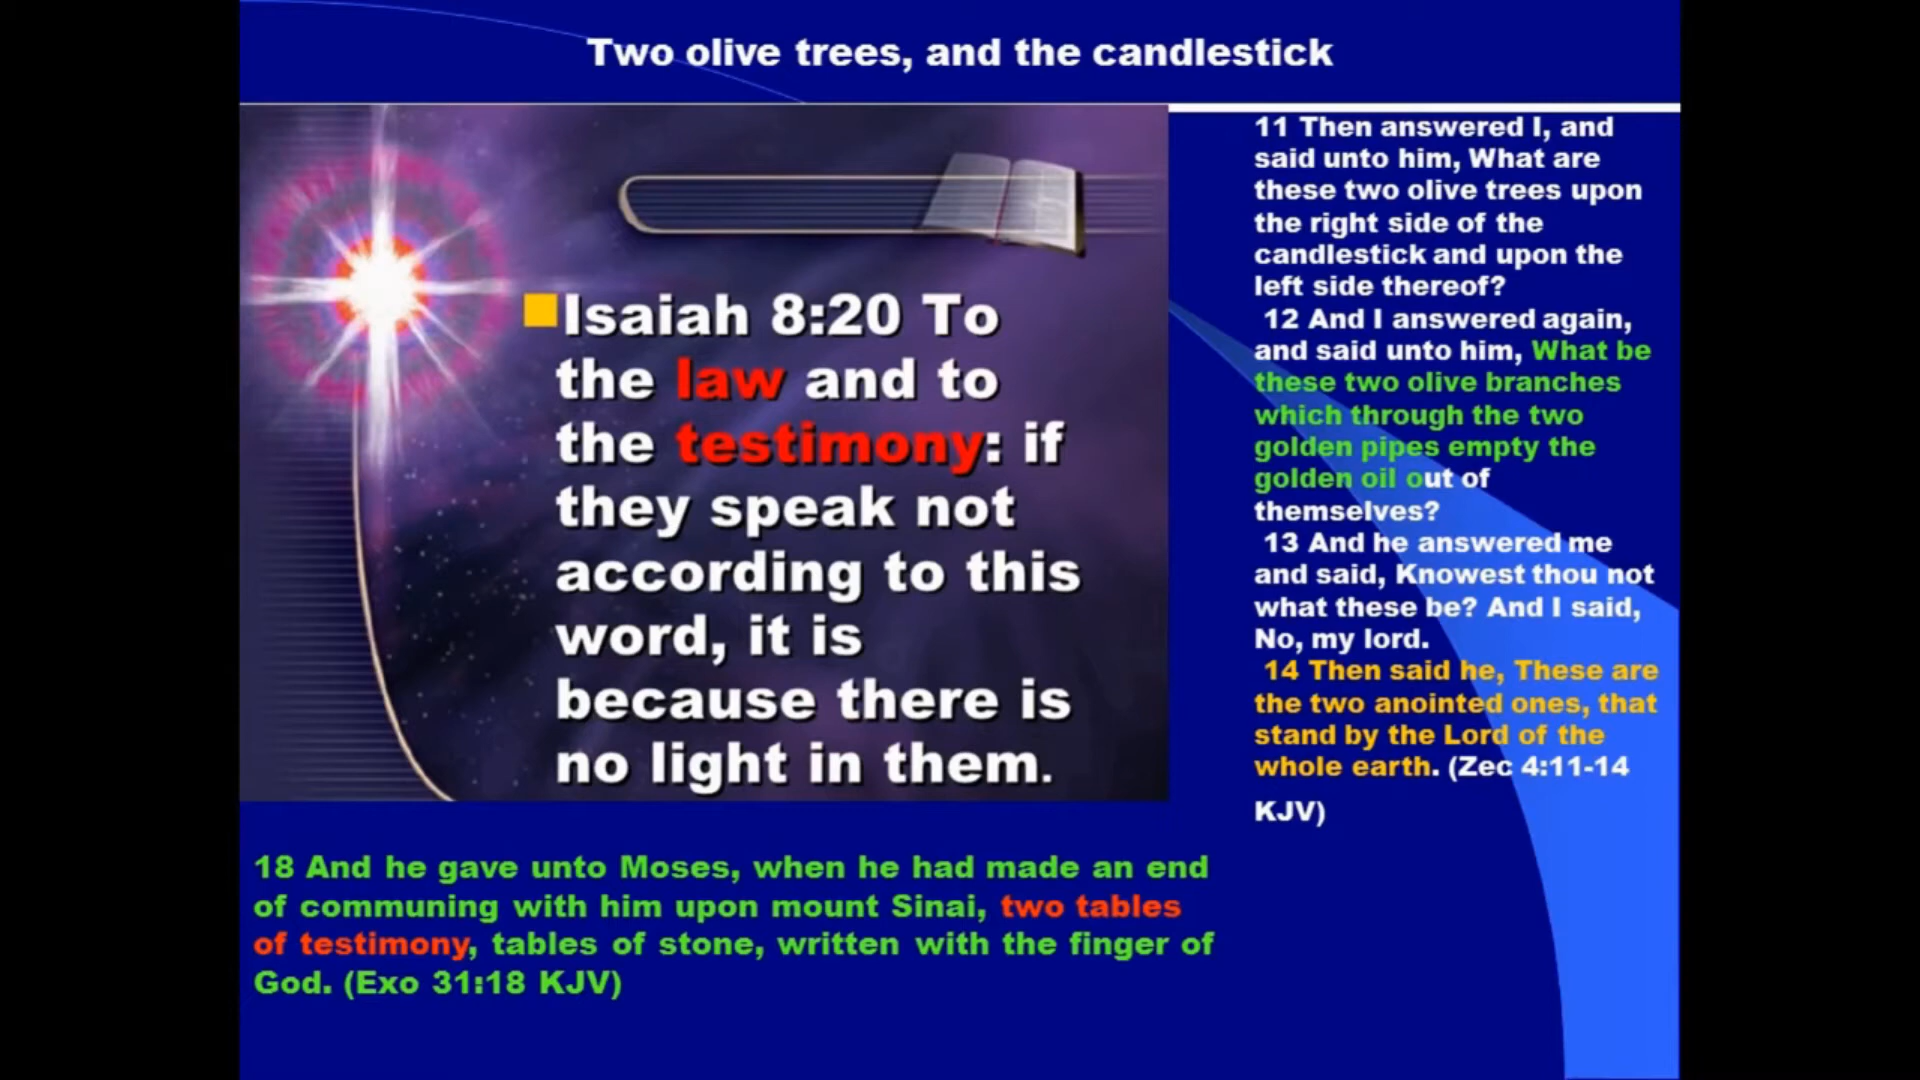 Two olive trees, and the candlestick
Isaiah 8:20 To
the law and to
the testimony: if
they speak not
according to this
word, it is
because there is
no light in them.
11 Then answered I, and
said unto him, What are
these two olive trees upon
the right side of the
candlestick and upon the
left side thereof?
12 And I answered again,
and said unto him, What be
these two olive branches
which through the two
golden pipes empty the
golden oil out of
themselves?
13 And he answered me
and said, Knowest thou not
what these be? And I said,
No, my lord.
14 Then said he, These are
the two anointed ones, that
stand by the Lord of the
whole earth. (Zec 4:11-14
KJV)
18 And he gave unto Moses, when he had made an end
of communing with him upon mount Sinai, two tables
of testimony, tables of stone, written with the finger of
God. (Exo 31:18 KJV)